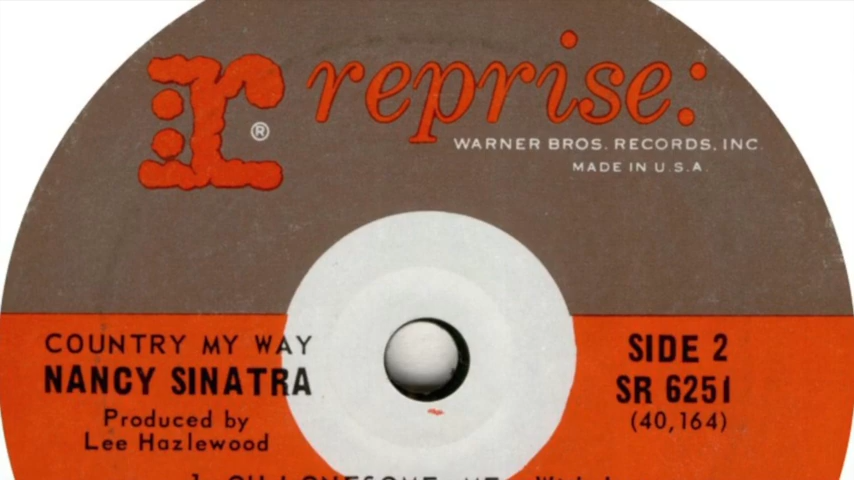 r® reprise:
WARNER BROS. RECORDS, INC.
MADE IN U.S.A.
COUNTRY MY WAY
NANCY SINATRA
Produced by
Lee Hazlewood
SIDE 2
SR 6251
(40,164)